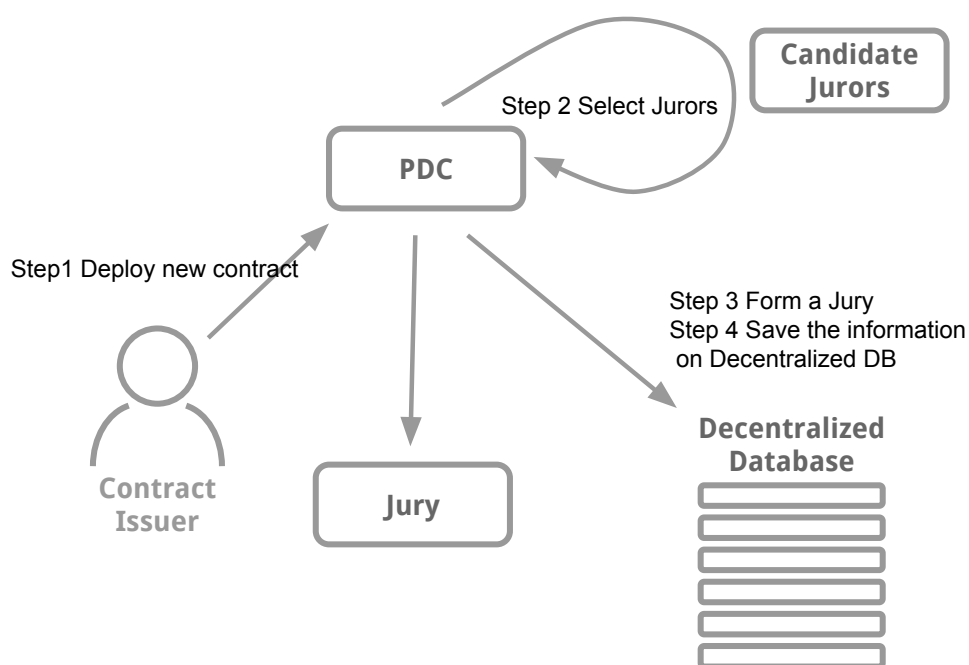 Candidate
Jurors
Step 2 Select Jurors
PDC
Step1 Deploy new contract
Step 3 Form a Jury
Step 4 Save the information
on Decentralized DB
Contract
Issuer
Jury
Decentralized
Database